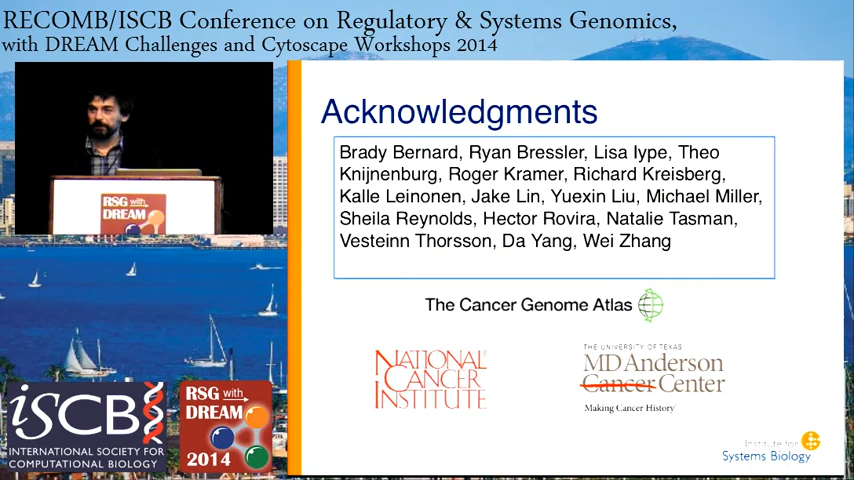 RECOMB/ISCB Conference on Regulatory & Systems Genomics,
with DREAM Challenges and Cytoscape Workshops 2014
RSG with
DREAM
Acknowledgments
Brady Bernard, Ryan Bressler, Lisa Iype, Theo
Knijnenburg, Roger Kramer, Richard Kreisberg,
Kalle Leinonen, Jake Lin, Yuexin Liu, Michael Miller,
Sheila Reynolds, Hector Rovira, Natalie Tasman,
Vesteinn Thorsson, Da Yang, Wei Zhang
The Cancer Genome Atlas
NATIONAL
CANCER
INSTITUTE
THE UNIVERSITY OF TEXAS
MD Anderson
Cancer Center
Making Cancer History
Institute for
Systems Biology
iSCB
INTERNATIONAL SOCIETY FOR
COMPUTATIONAL BIOLOGY
RSG with
DREAM
2014